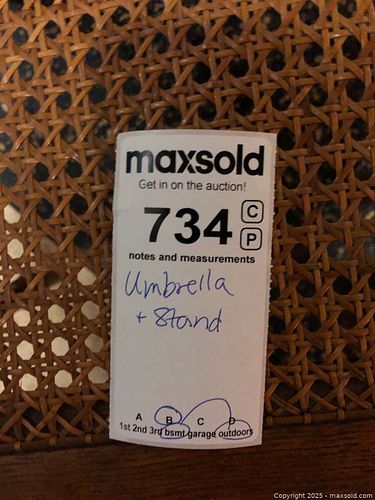 maxsold
Get in on the auction!
734 C
P
notes and measurements
Umbrella
+ Stand
A B C D
1st 2nd 3rd bsmt garage outdoors
Copyright © 2025 - maxsold.com